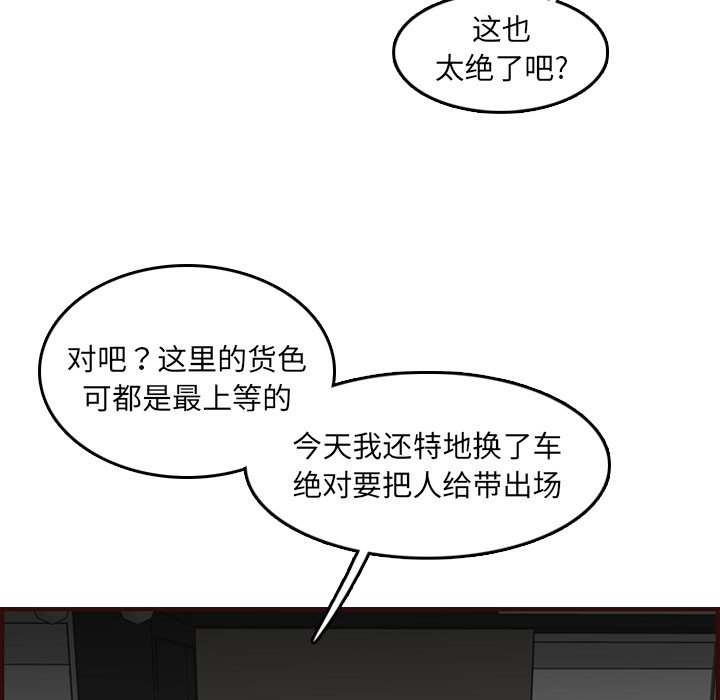 这也
太绝了吧?
对吧？这里的货色
可都是最上等的
今天我还特地换了车
绝对要把人给带出场